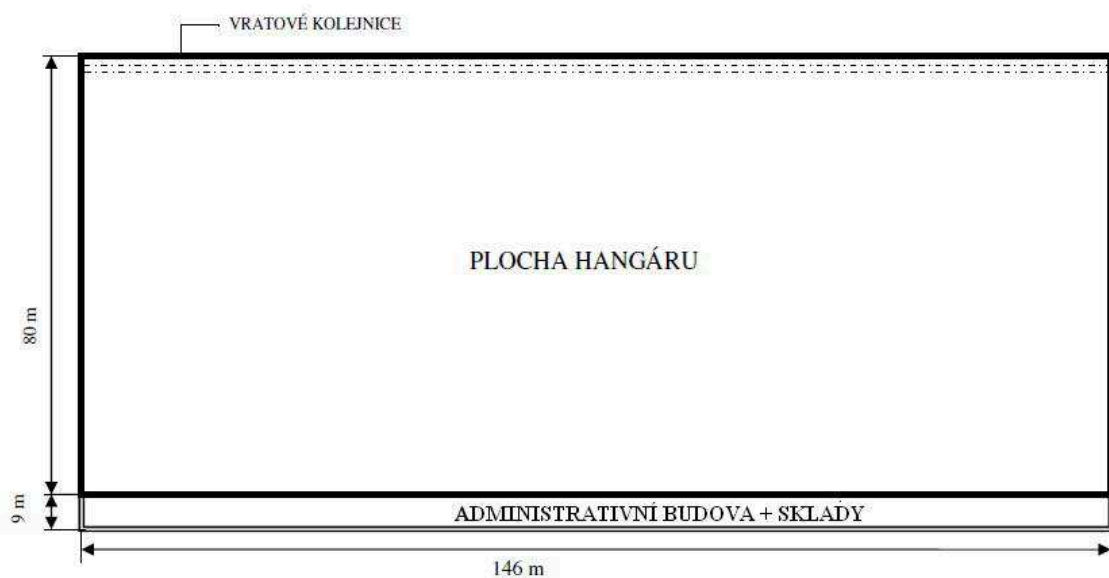 VRATOVÉ KOLEJNICE
PLOCHA HANGÁRU
80 m
9 m
ADMINISTRATIVNÍ BUDOVA + SKLADY
146 m